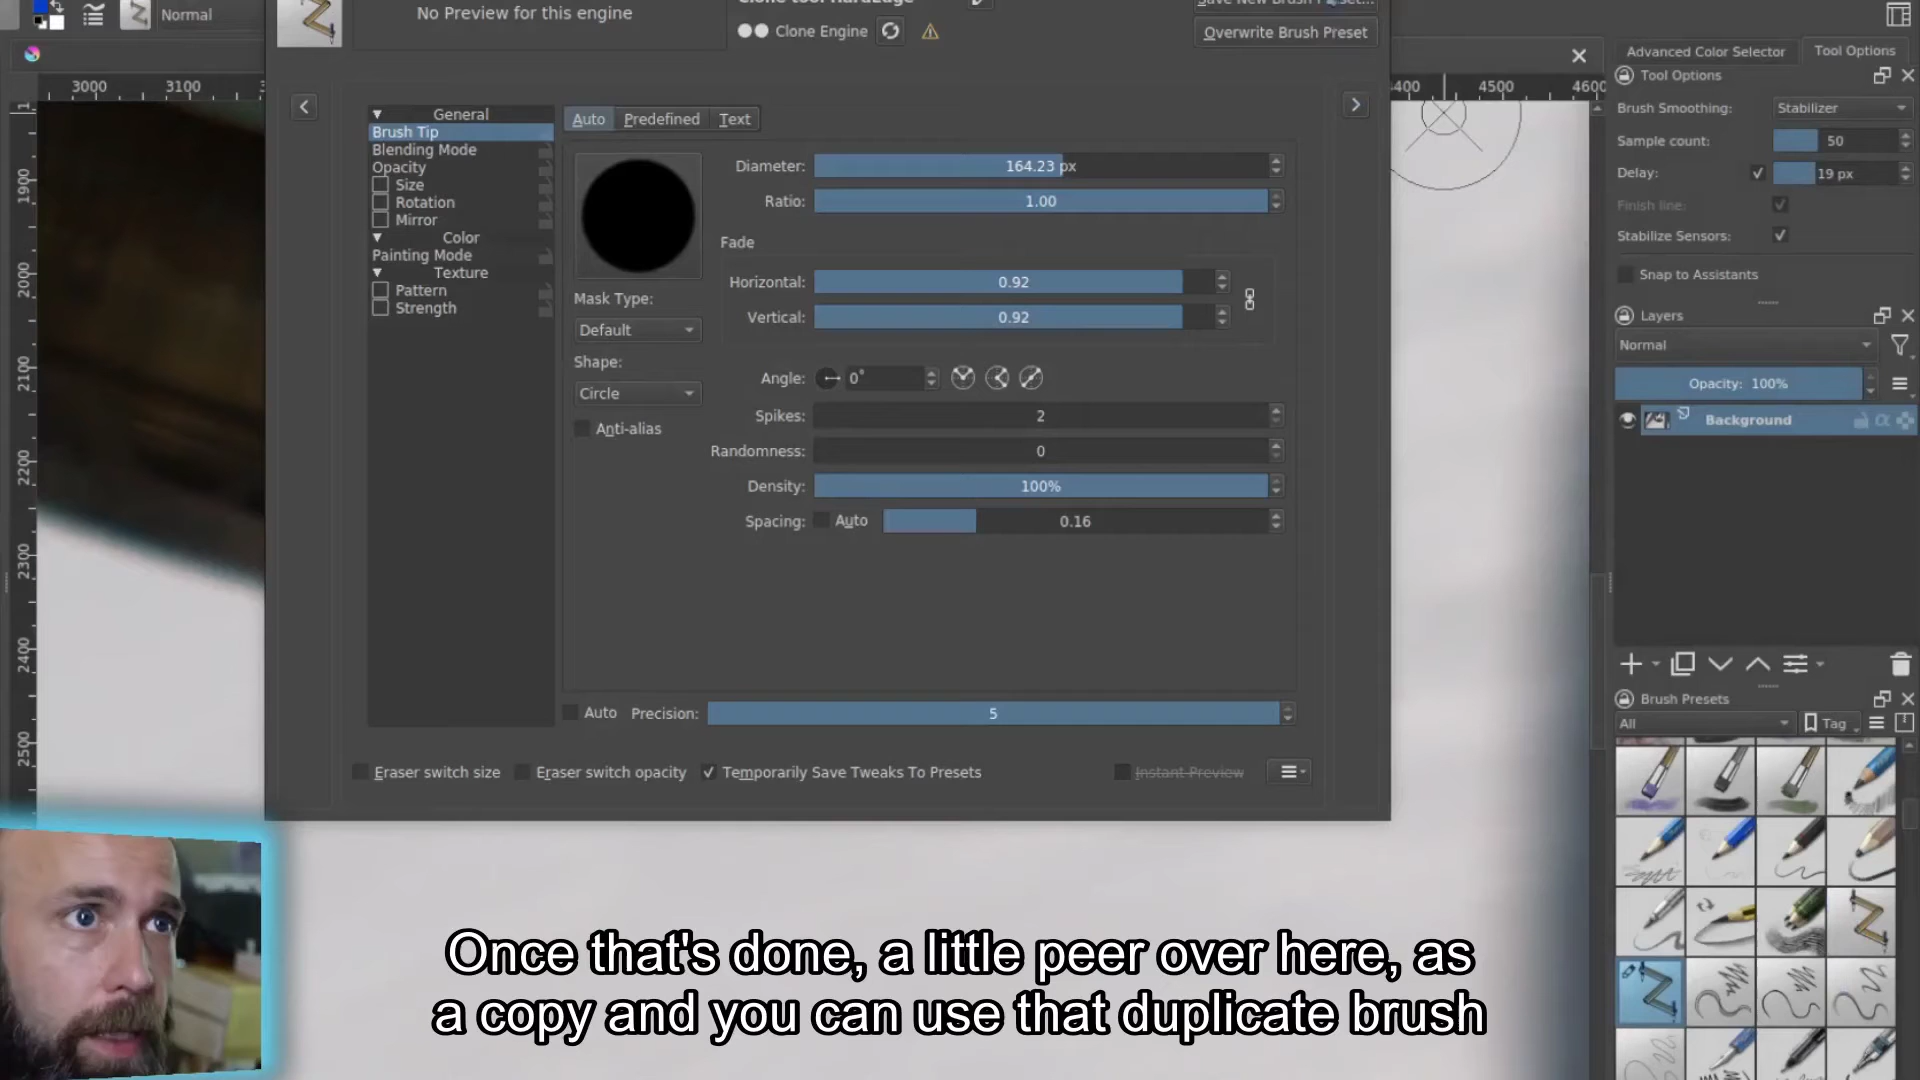 Normal
No Preview for this engine
Clone tool HardEdge
Clone Engine
Save New Brush Preset...
Overwrite Brush Preset
3000 3100
4500 4600
1900
2000
2100
2200
2300
2400
2500
General
Brush Tip
Blending Mode
Opacity
Size
Rotation
Mirror
Color
Painting Mode
Texture
Pattern
Strength
Auto Predefined Text
Diameter: 164.23 px
Ratio: 1.00
Fade
Horizontal: 0.92
Vertical: 0.92
Mask Type:
Default
Shape:
Circle
Anti-alias
Angle: 0°
Spikes: 2
Randomness: 0
Density: 100%
Spacing: Auto 0.16
Auto Precision: 5
Eraser switch size Eraser switch opacity Temporarily Save Tweaks To Presets Instant Preview
Advanced Color Selector Tool Options
Tool Options
Brush Smoothing: Stabilizer
Sample count: 50
Delay: 19 px
Finish line:
Stabilize Sensors:
Snap to Assistants
Layers
Normal
Opacity: 100%
Background
Brush Presets
All Tag
Once that's done, a little peer over here, as
a copy and you can use that duplicate brush